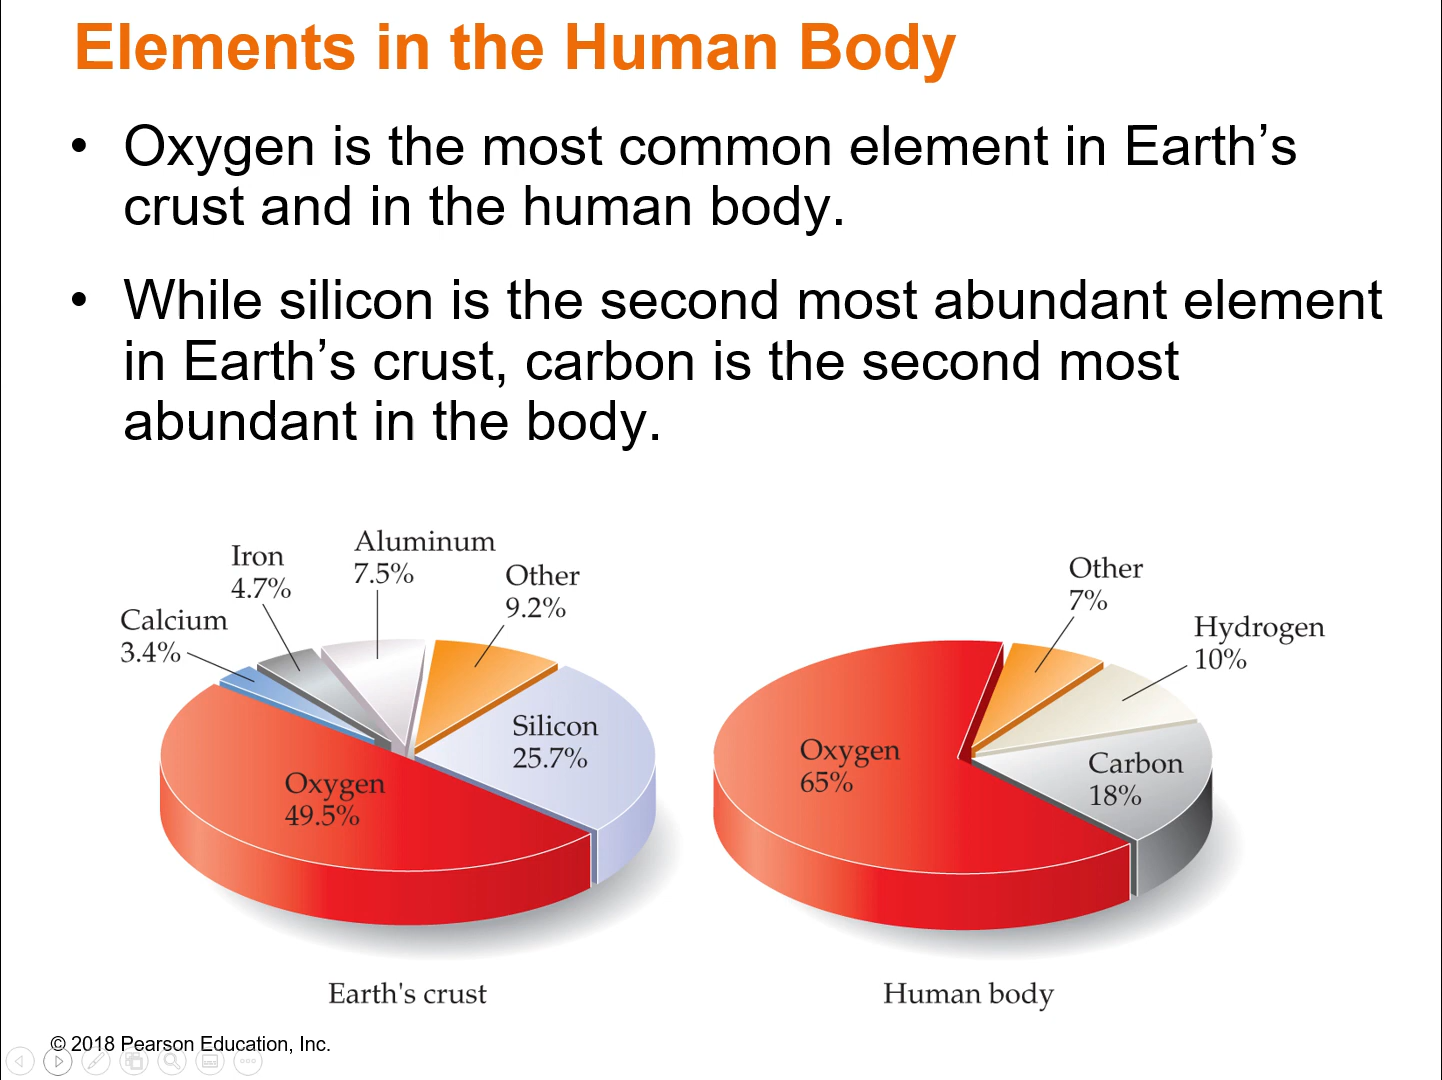 Elements in the Human Body
• Oxygen is the most common element in Earth’s
crust and in the human body.
• While silicon is the second most abundant element
in Earth’s crust, carbon is the second most
abundant in the body.
Calcium
3.4%
Iron
4.7%
Aluminum
7.5%
Other
9.2%
Silicon
25.7%
Oxygen
49.5%
Earth's crust
Other
7%
Hydrogen
10%
Carbon
18%
Oxygen
65%
Human body
© 2018 Pearson Education, Inc.